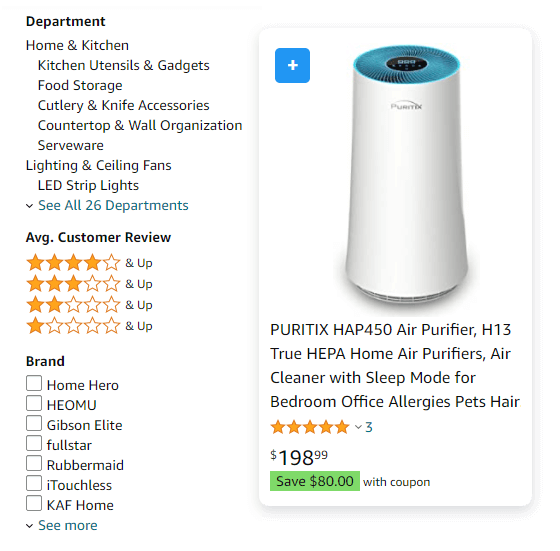 Department
Home & Kitchen
Kitchen Utensils & Gadgets
Food Storage
Cutlery & Knife Accessories
Countertop & Wall Organization
Serveware
Lighting & Ceiling Fans
LED Strip Lights
See All 26 Departments
Avg. Customer Review
& Up
& Up
& Up
& Up
Brand
Home Hero
HEOMU
Gibson Elite
fullstar
Rubbermaid
iTouchless
KAF Home
See more
+
PURITIX
PURITIX HAP450 Air Purifier, H13
True HEPA Home Air Purifiers, Air
Cleaner with Sleep Mode for
Bedroom Office Allergies Pets Hair
3
$19899
Save $80.00 with coupon